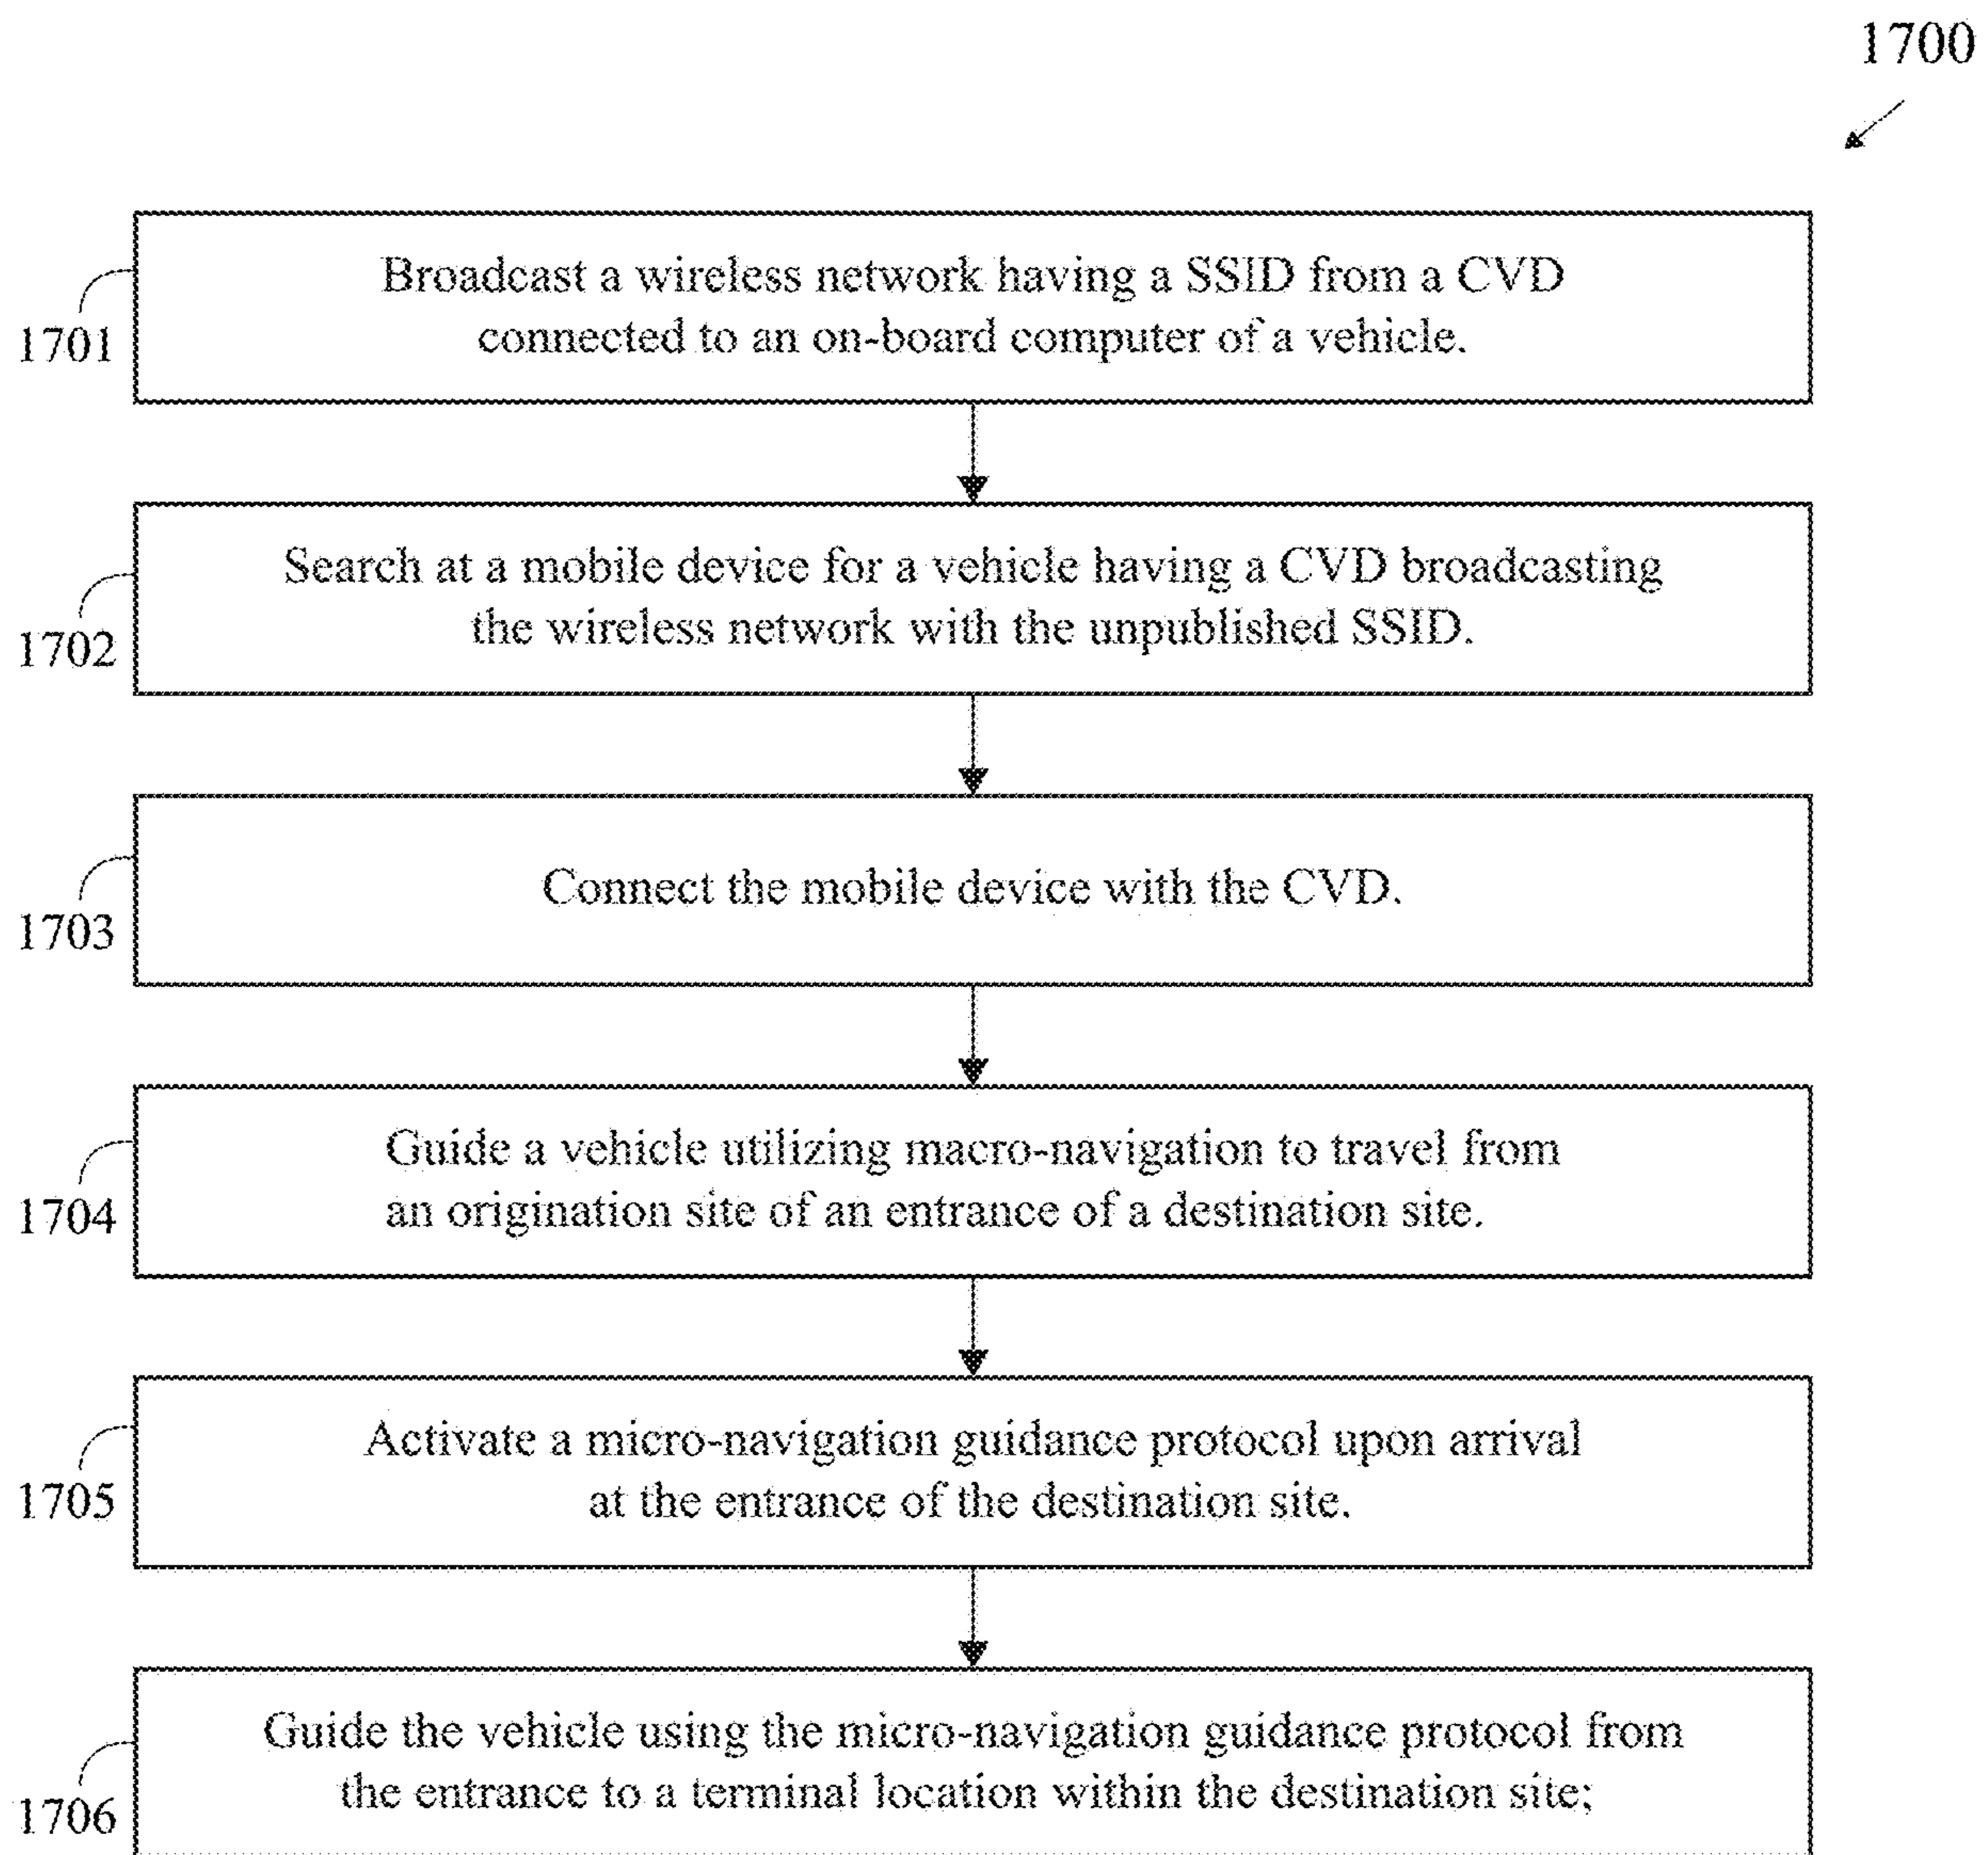 1700
Broadcast a wireless network having a SSID from a CVD
connected to an on-board computer of a vehicle.
1701
Search at a mobile device for a vehicle having a CVD broadcasting
the wireless network with the unpublished SSID.
1702
Connect the mobile device with the CVD.
1703
Guide a vehicle utilizing macro-navigation to travel from
an origination site of an entrance of a destination site.
1704
Activate a micro-navigation guidance protocol upon arrival
at the entrance of the destination site.
1705
Guide the vehicle using the micro-navigation guidance protocol from
the entrance to a terminal location within the destination site;
1706